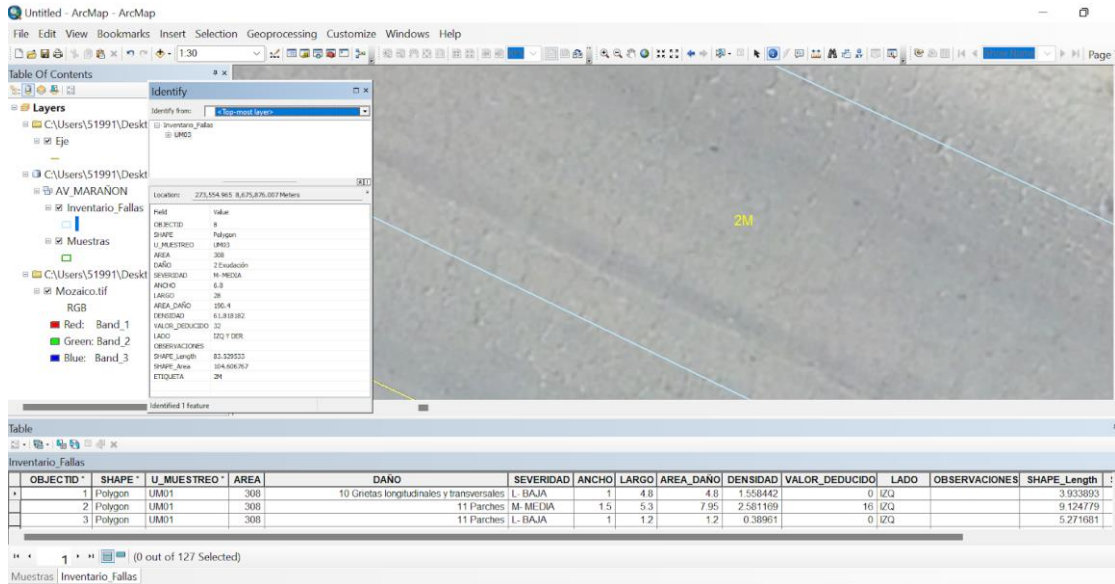 Untitled - ArcMap - ArcMap
File Edit View Bookmarks Insert Selection Geoprocessing Customize Windows Help
1:30
Page
Table Of Contents
Layers
C:\Users\51991\Deskt
Eje
C:\Users\51991\Deskt
AV_MARAÑON
Inventario_Fallas
Muestras
C:\Users\51991\Deskt
Mozaico.tif
RGB
Red: Band_1
Green: Band_2
Blue: Band_3
Identify
Identify from: <Top-most layer>
Inventario_Fallas
UM03
Location: 273,554.965 8,675,876.007 Meters
Field Value
OBJECTID 8
SHAPE Polygon
U_MUESTREO UM03
AREA 308
DAÑO 2 Exudación
SEVERIDAD M- MEDIA
ANCHO 6.8
LARGO 28
AREA_DAÑO 190.4
DENSIDAD 61.818182
VALOR_DEDUCIDO 32
LADO IZQ Y DER
OBSERVACIONES
SHAPE_Length 83.529533
SHAPE_Area 104.606767
ETIQUETA 2M
Identified 1 feature
2M
Table
Inventario_Fallas
OBJECTID * SHAPE * U_MUESTREO * AREA DAÑO SEVERIDAD ANCHO LARGO AREA_DAÑO DENSIDAD VALOR_DEDUCIDO LADO OBSERVACIONES SHAPE_Length
1 Polygon UM01 308 10 Grietas longitudinales y transversales L- BAJA 1 4.8 4.8 1.558442 0 IZQ 3.933893
2 Polygon UM01 308 11 Parches M- MEDIA 1.5 5.3 7.95 2.581169 16 IZQ 9.124779
3 Polygon UM01 308 11 Parches L- BAJA 1 1.2 1.2 0.38961 0 IZQ 5.271681
1 (0 out of 127 Selected)
Muestras Inventario_Fallas